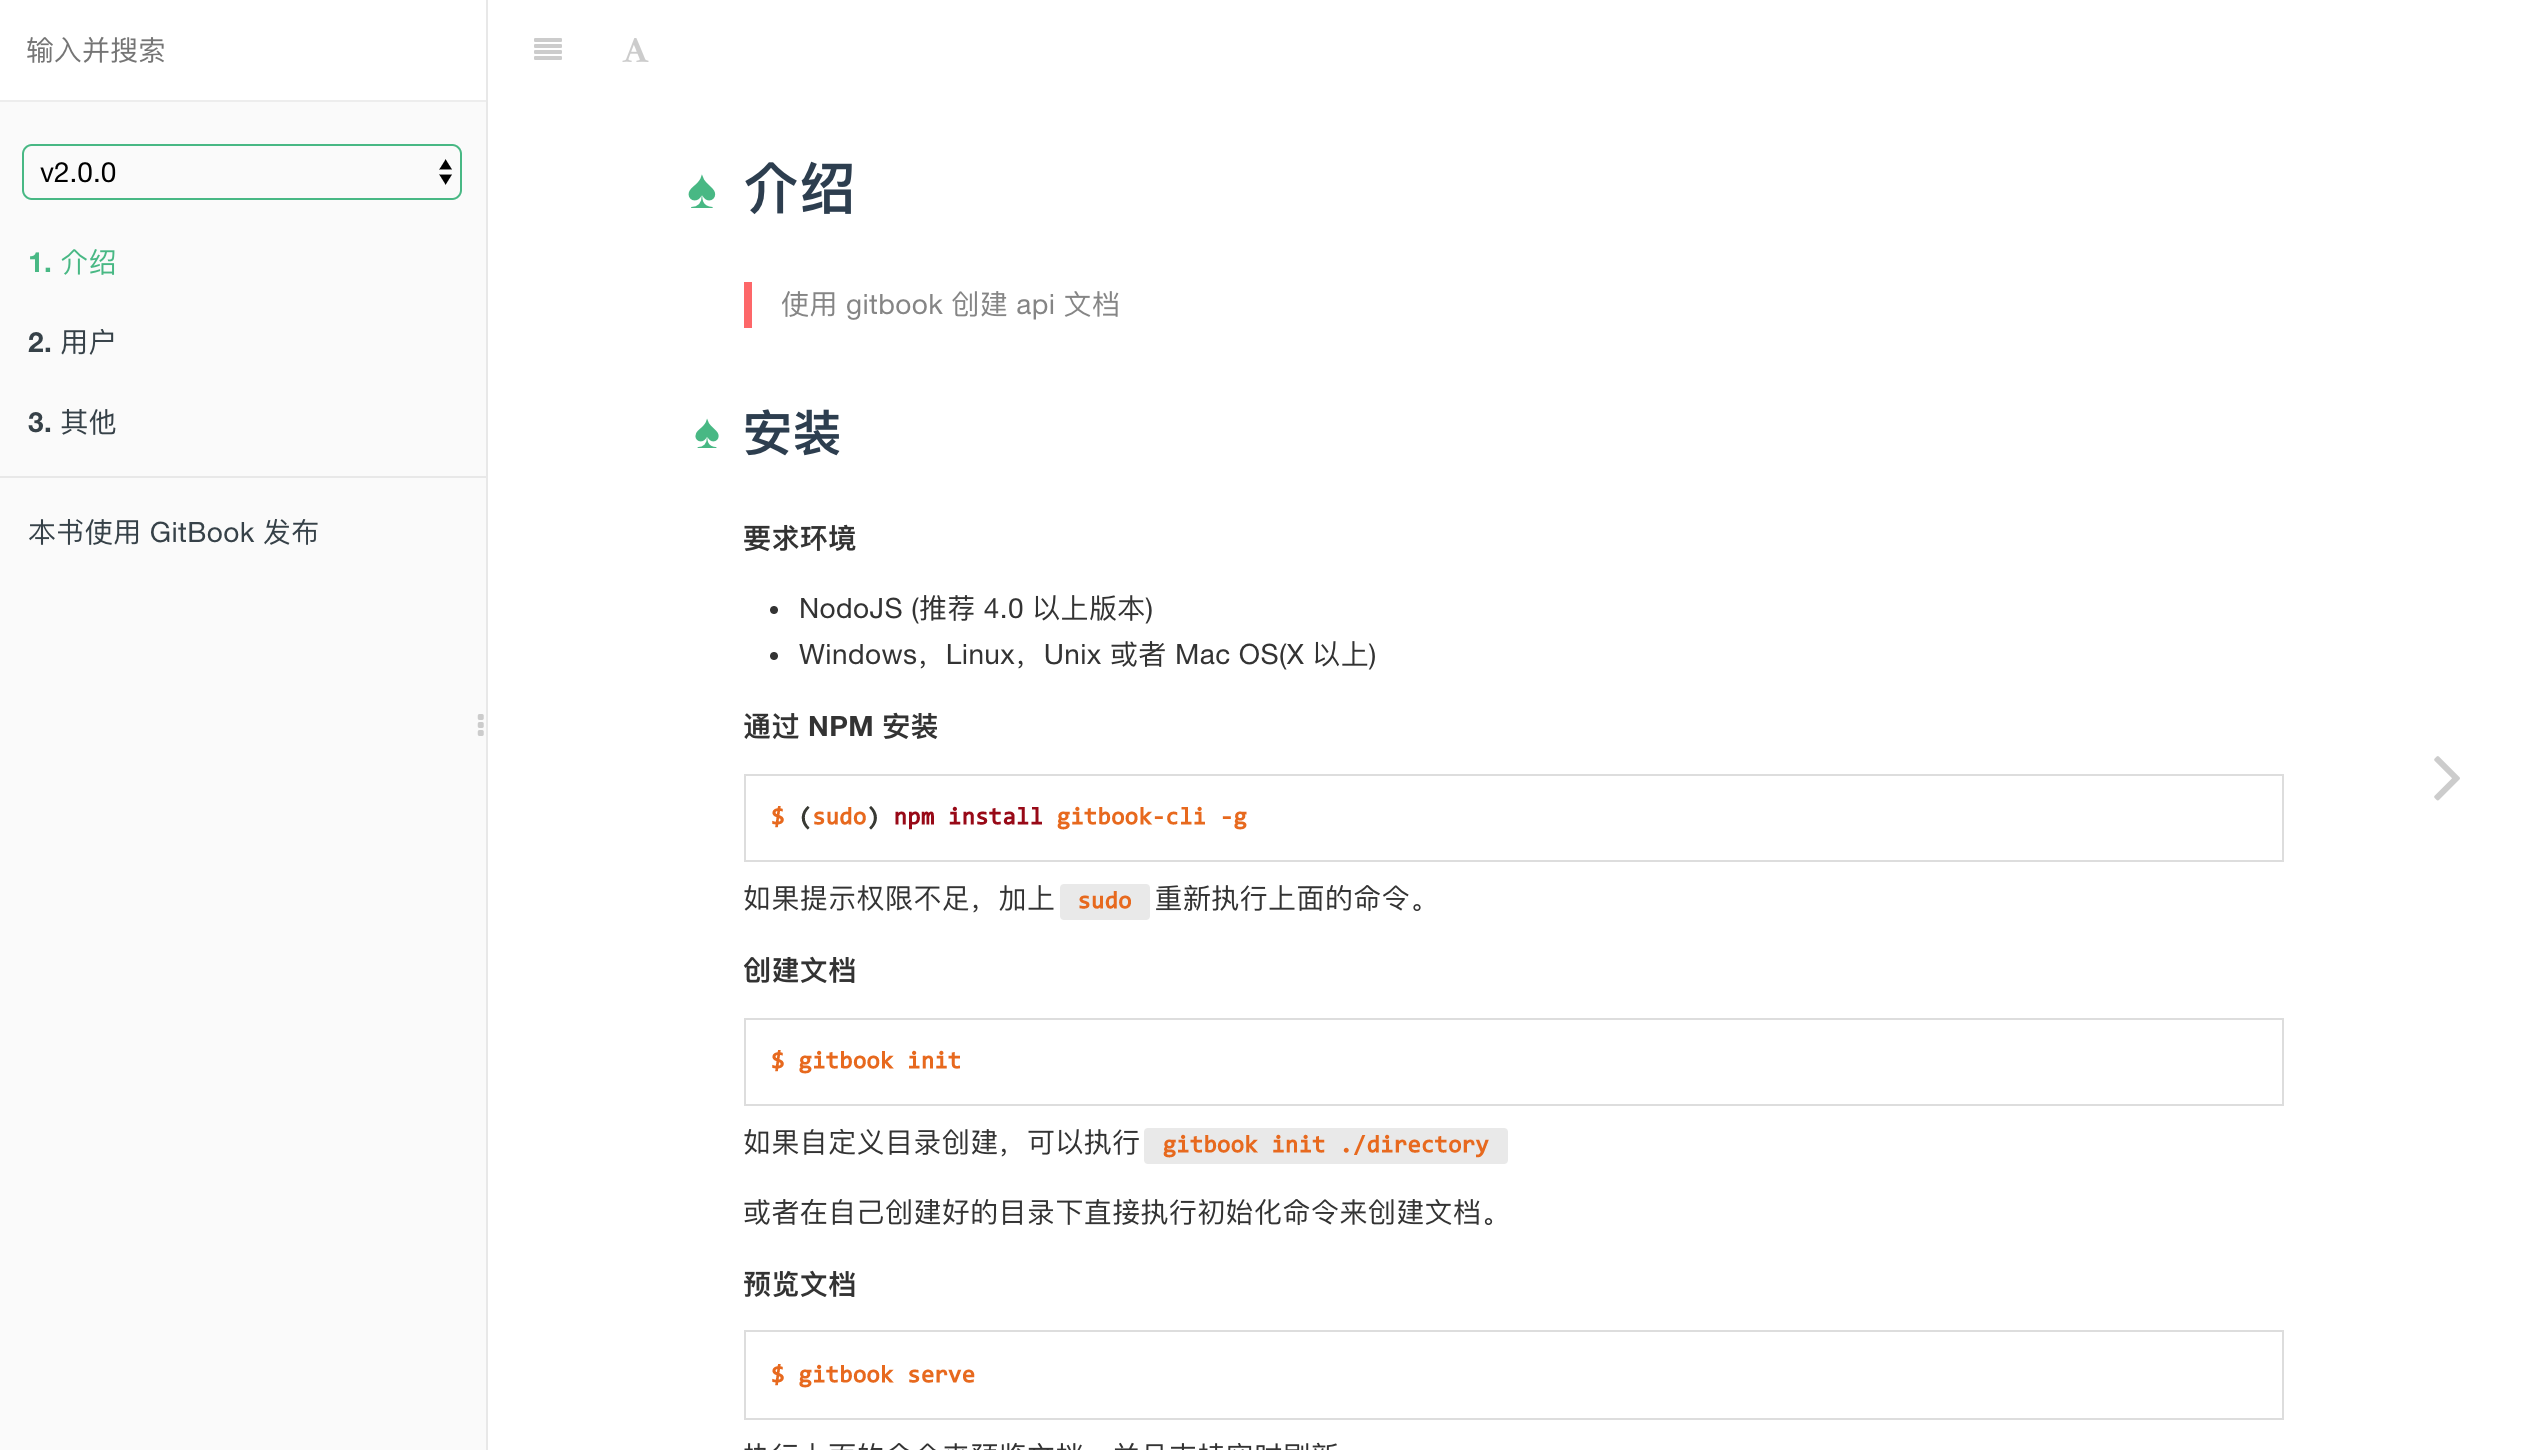 输入并搜索
v2.0.0
1. 介绍
2. 用户
3. 其他
本书使用 GitBook 发布
A
介绍
使用 gitbook 创建 api 文档
安装
要求环境
NodoJS (推荐 4.0 以上版本)
Windows，Linux，Unix 或者 Mac OS(X 以上)
通过 NPM 安装
$ (sudo) npm install gitbook-cli -g
如果提示权限不足，加上 sudo 重新执行上面的命令。
创建文档
$ gitbook init
如果自定义目录创建，可以执行 gitbook init ./directory
或者在自己创建好的目录下直接执行初始化命令来创建文档。
预览文档
$ gitbook serve